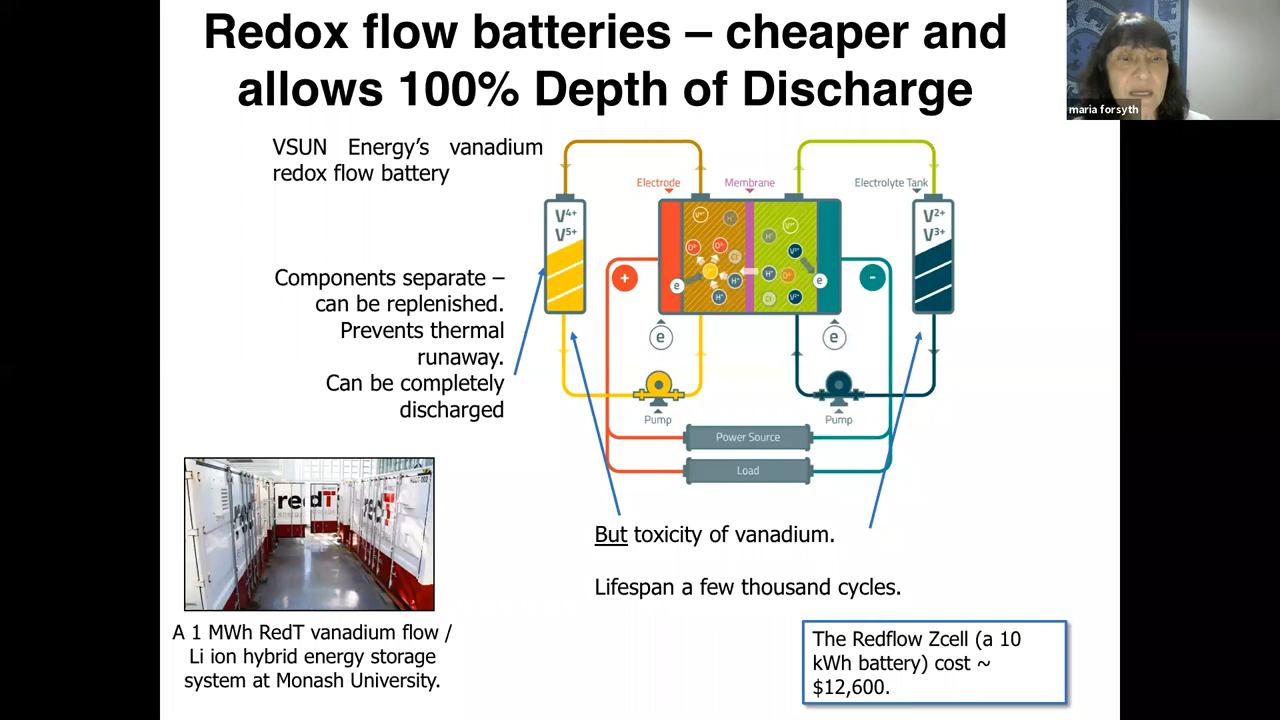 Redox flow batteries – cheaper and
allows 100% Depth of Discharge
maria forsyth
VSUN Energy's vanadium
redox flow battery
Electrode
Membrane
Electrolyte Tank
V4+
V5+
V2+
V3+
Components separate –
can be replenished.
Prevents thermal
runaway.
Can be completely
discharged
+
-
e
e
e
e
Pump
Pump
Power Source
Load
redT
But toxicity of vanadium.
Lifespan a few thousand cycles.
A 1 MWh RedT vanadium flow /
Li ion hybrid energy storage
system at Monash University.
The Redflow Zcell (a 10
kWh battery) cost ~
$12,600.